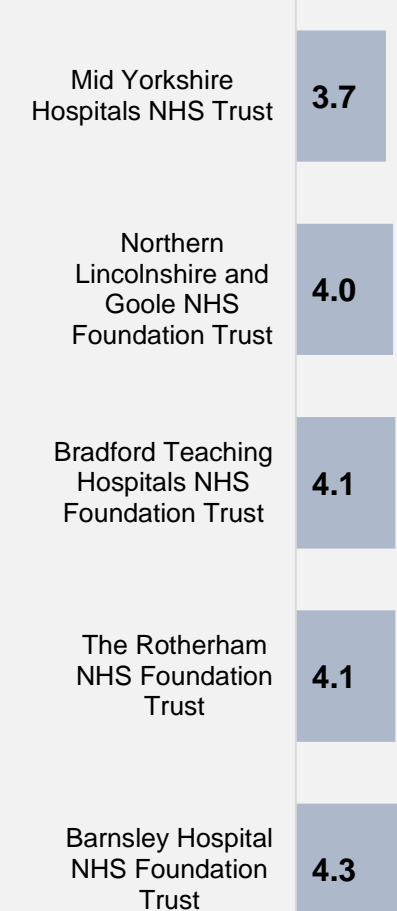 Mid Yorkshire
Hospitals NHS Trust
3.7
Northern
Lincolnshire and
Goole NHS
Foundation Trust
4.0
Bradford Teaching
Hospitals NHS
Foundation Trust
4.1
The Rotherham
NHS Foundation
Trust
4.1
Barnsley Hospital
NHS Foundation
Trust
4.3